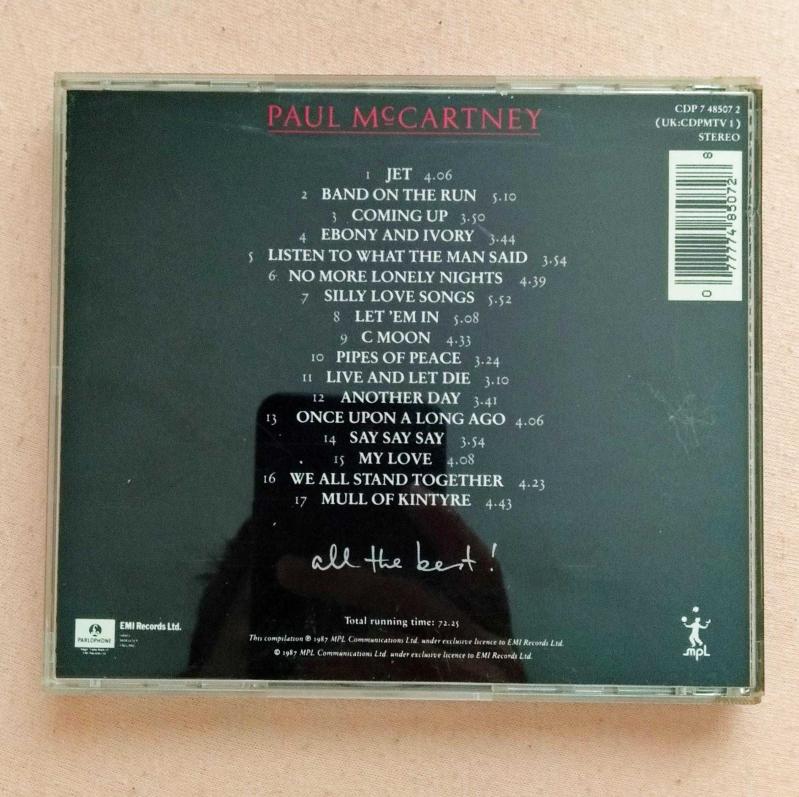 PAUL McCARTNEY
CDP 7 48507 2
(UK:CDPMTV 1)
STEREO
1 JET 4.06
2 BAND ON THE RUN 5.10
3 COMING UP 3.50
4 EBONY AND IVORY 3.44
5 LISTEN TO WHAT THE MAN SAID 3.54
6 NO MORE LONELY NIGHTS 4.39
7 SILLY LOVE SONGS 5.52
8 LET 'EM IN 5.08
9 C MOON 4.33
10 PIPES OF PEACE 3.24
11 LIVE AND LET DIE 3.10
12 ANOTHER DAY 3.41
13 ONCE UPON A LONG AGO 4.06
14 SAY SAY SAY 3.54
15 MY LOVE 4.08
16 WE ALL STAND TOGETHER 4.23
17 MULL OF KINTYRE 4.43
0 77774 85072 8
all the best!
Total running time: 72.25
This compilation ℗ 1987 MPL Communications Ltd. under exclusive licence to EMI Records Ltd.
© 1987 MPL Communications Ltd. under exclusive licence to EMI Records Ltd.
PARLOPHONE
EMI Records Ltd.
MPL